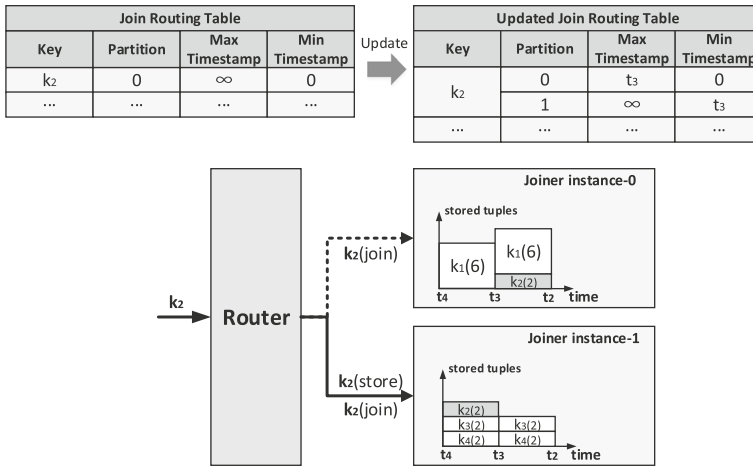 Join Routing Table
Key Partition Max Timestamp Min Timestamp
k2 0 ∞ 0
... ... ... ...
Update
Updated Join Routing Table
Key Partition Max Timestamp Min Timestamp
k2 0 t3 0
1 ∞ t3
... ... ... ...
k2
Router
k2(join)
k2(store)
k2(join)
Joiner instance-0
stored tuples
k1(6) k1(6)
k2(2)
t4 t3 t2 time
Joiner instance-1
stored tuples
k2(2)
k3(2) k3(2)
k4(2) k4(2)
t4 t3 t2 time